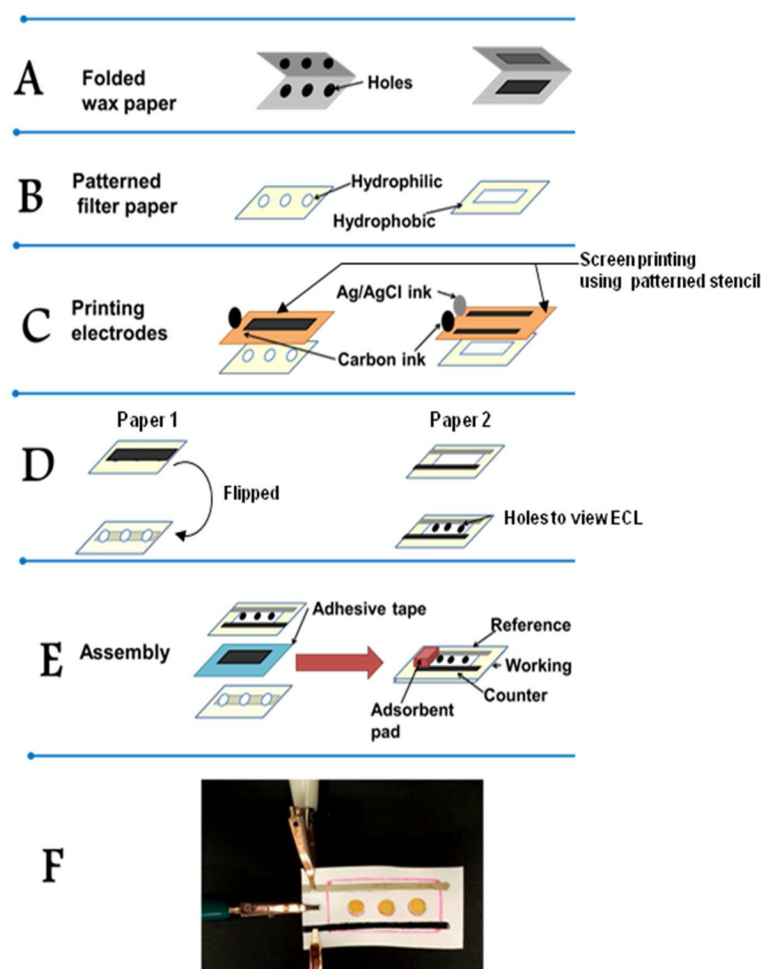 A
Folded
wax paper
Holes
B
Patterned
filter paper
Hydrophilic
Hydrophobic
Screen printing
using patterned stencil
C
Printing
electrodes
Ag/AgCl ink
Carbon ink
Paper 1
Paper 2
D
Flipped
Holes to view ECL
E
Assembly
Adhesive tape
Reference
Working
Counter
Adsorbent
pad
F